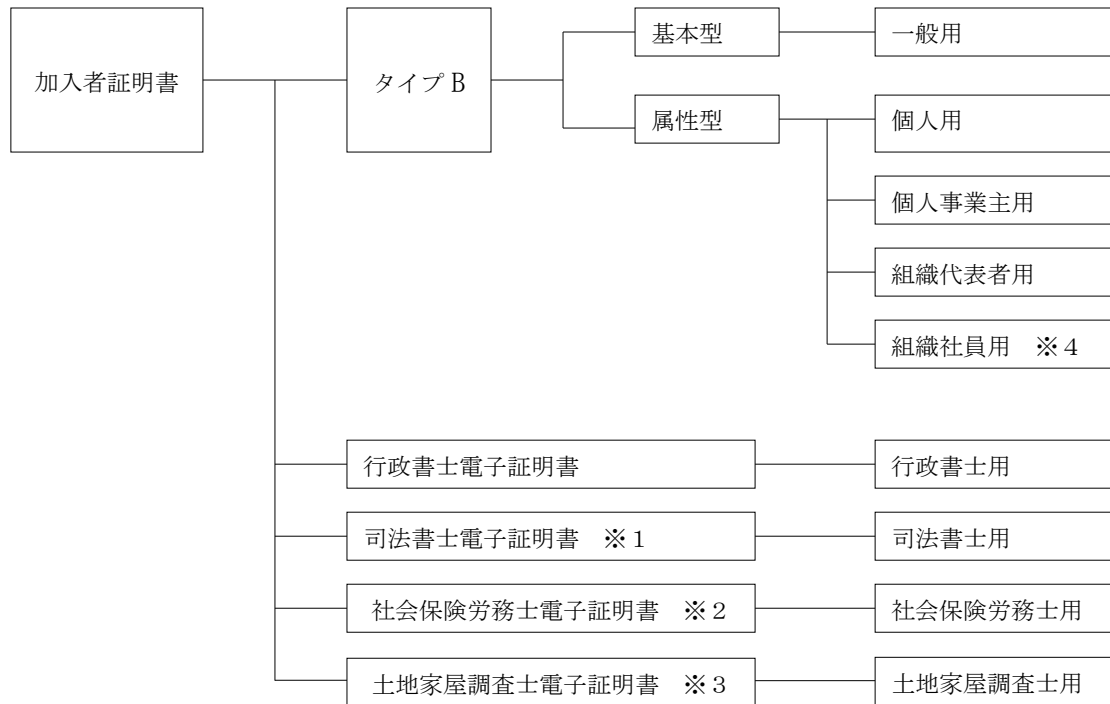 加入者証明書
タイプ B
基本型
一般用
属性型
個人用
個人事業主用
組織代表者用
組織社員用　※４
行政書士電子証明書
行政書士用
司法書士電子証明書　※１
司法書士用
社会保険労務士電子証明書　※２
社会保険労務士用
土地家屋調査士電子証明書　※３
土地家屋調査士用